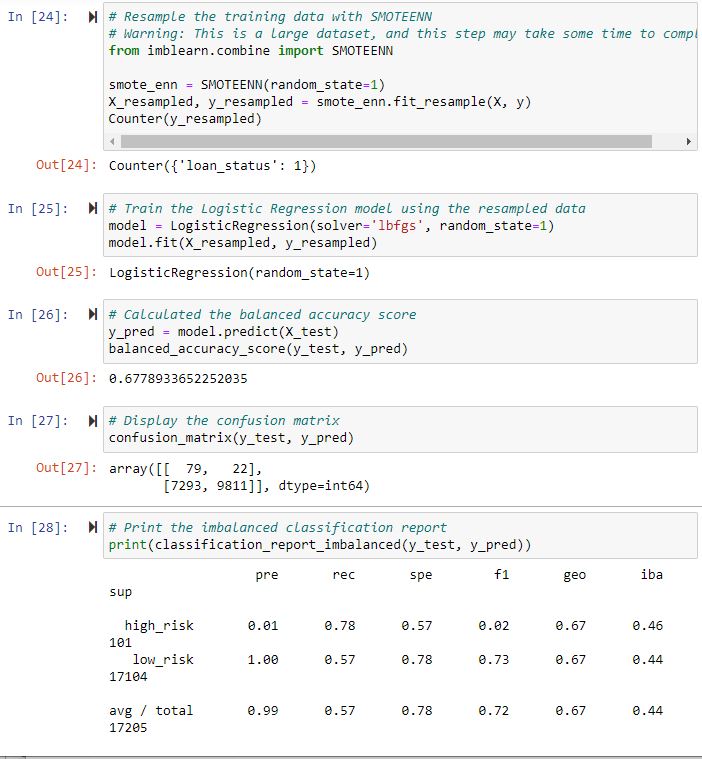 In [24]:
# Resample the training data with SMOTEENN
# Warning: This is a large dataset, and this step may take some time to compl
from imblearn.combine import SMOTEENN
smote_enn = SMOTEENN(random_state=1)
X_resampled, y_resampled = smote_enn.fit_resample(X, y)
Counter(y_resampled)
Out[24]: Counter({'loan_status': 1})
In [25]:
# Train the Logistic Regression model using the resampled data
model = LogisticRegression(solver='lbfgs', random_state=1)
model.fit(X_resampled, y_resampled)
Out[25]: LogisticRegression(random_state=1)
In [26]:
# Calculated the balanced accuracy score
y_pred = model.predict(X_test)
balanced_accuracy_score(y_test, y_pred)
Out[26]: 0.6778933652252035
In [27]:
# Display the confusion matrix
confusion_matrix(y_test, y_pred)
Out[27]: array([[  79,   22],
       [7293, 9811]], dtype=int64)
In [28]:
# Print the imbalanced classification report
print(classification_report_imbalanced(y_test, y_pred))
pre rec spe f1 geo iba
sup
high_risk 0.01 0.78 0.57 0.02 0.67 0.46
101
low_risk 1.00 0.57 0.78 0.73 0.67 0.44
17104
avg / total 0.99 0.57 0.78 0.72 0.67 0.44
17205